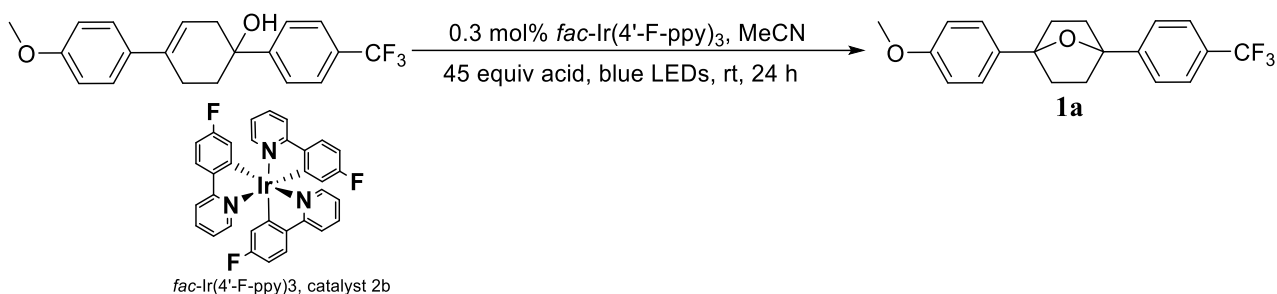 OH
O
CF3
0.3 mol% fac-Ir(4'-F-ppy)3, MeCN
45 equiv acid, blue LEDs, rt, 24 h
O
O
CF3
1a
F
N
F
Ir
N
N
F
fac-Ir(4'-F-ppy)3, catalyst 2b